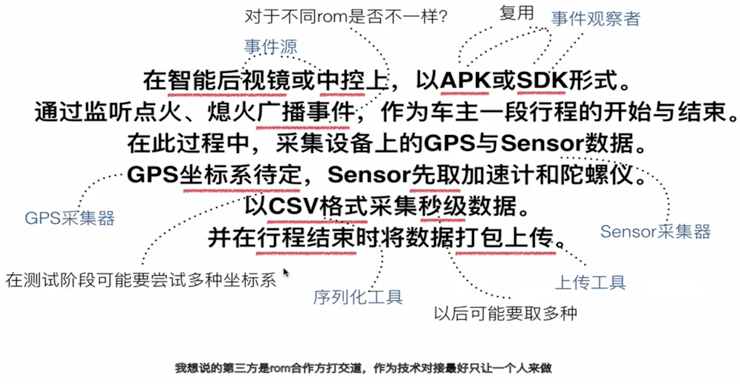 对于不同rom是否不一样?
复用
事件观察者
事件源
在智能后视镜或中控上，以APK或SDK形式。
通过监听点火、熄火广播事件，作为车主一段行程的开始与结束。
在此过程中，采集设备上的GPS与Sensor数据。
GPS坐标系待定，Sensor先取加速计和陀螺仪。
GPS采集器
以CSV格式采集秒级数据。
Sensor采集器
并在行程结束时将数据打包上传。
在测试阶段可能要尝试多种坐标系
序列化工具
上传工具
以后可能要取多种
我想说的第三方是rom合作方打交道，作为技术对接最好只让一个人来做